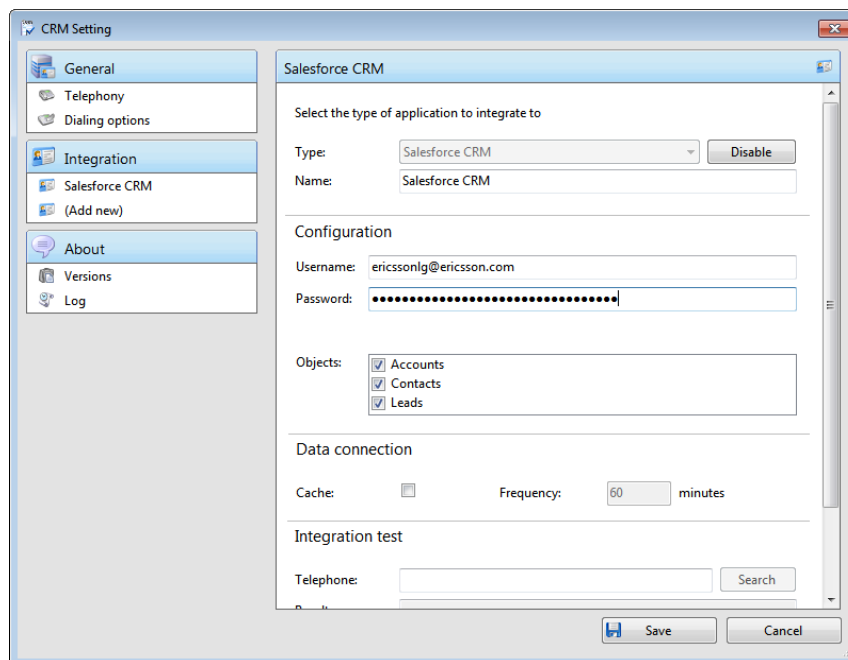 CRM Setting
General
Telephony
Dialing options
Integration
Salesforce CRM
(Add new)
About
Versions
Log
Salesforce CRM
Select the type of application to integrate to
Type: Salesforce CRM Disable
Name: Salesforce CRM
Configuration
Username: ericssonlg@ericsson.com
Password: 
Objects: Accounts
Contacts
Leads
Data connection
Cache: Frequency: 60 minutes
Integration test
Telephone: Search
Save Cancel